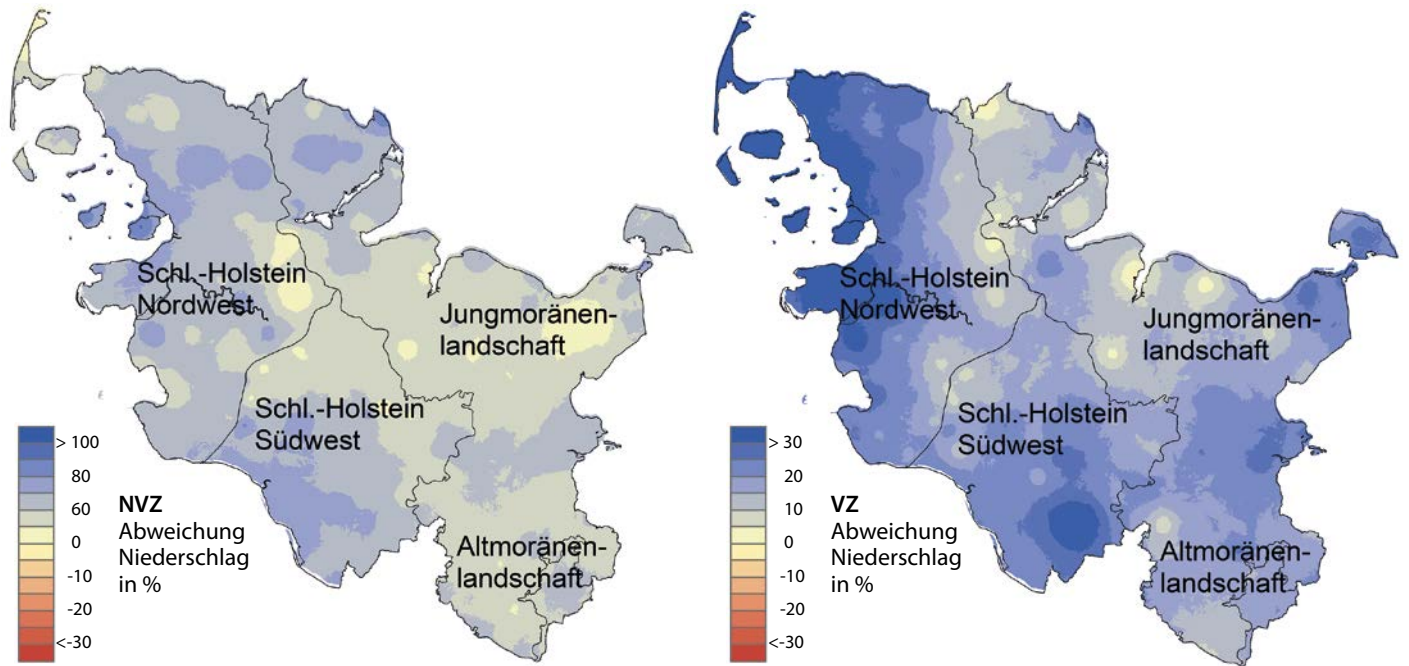 Schl.-Holstein
Nordwest
Jungmoränen-
landschaft
Schl.-Holstein
Südwest
Altmoränen-
landschaft
> 100
80
60
0
-10
-20
<-30
NVZ
Abweichung
Niederschlag
in %
Schl.-Holstein
Nordwest
Jungmoränen-
landschaft
Schl.-Holstein
Südwest
Altmoränen-
landschaft
> 30
20
10
0
-10
-20
<-30
VZ
Abweichung
Niederschlag
in %